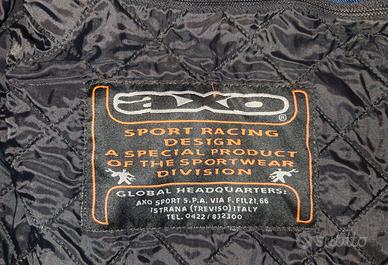 axo
®
SPORT RACING
DESIGN
A SPECIAL PRODUCT
OF THE SPORTWEAR
DIVISION
GLOBAL HEADQUARTERS:
AXO SPORT S.P.A. VIA F. FILZI, 66
ISTRANA (TREVISO) ITALY
TEL. 0422/832300
subito